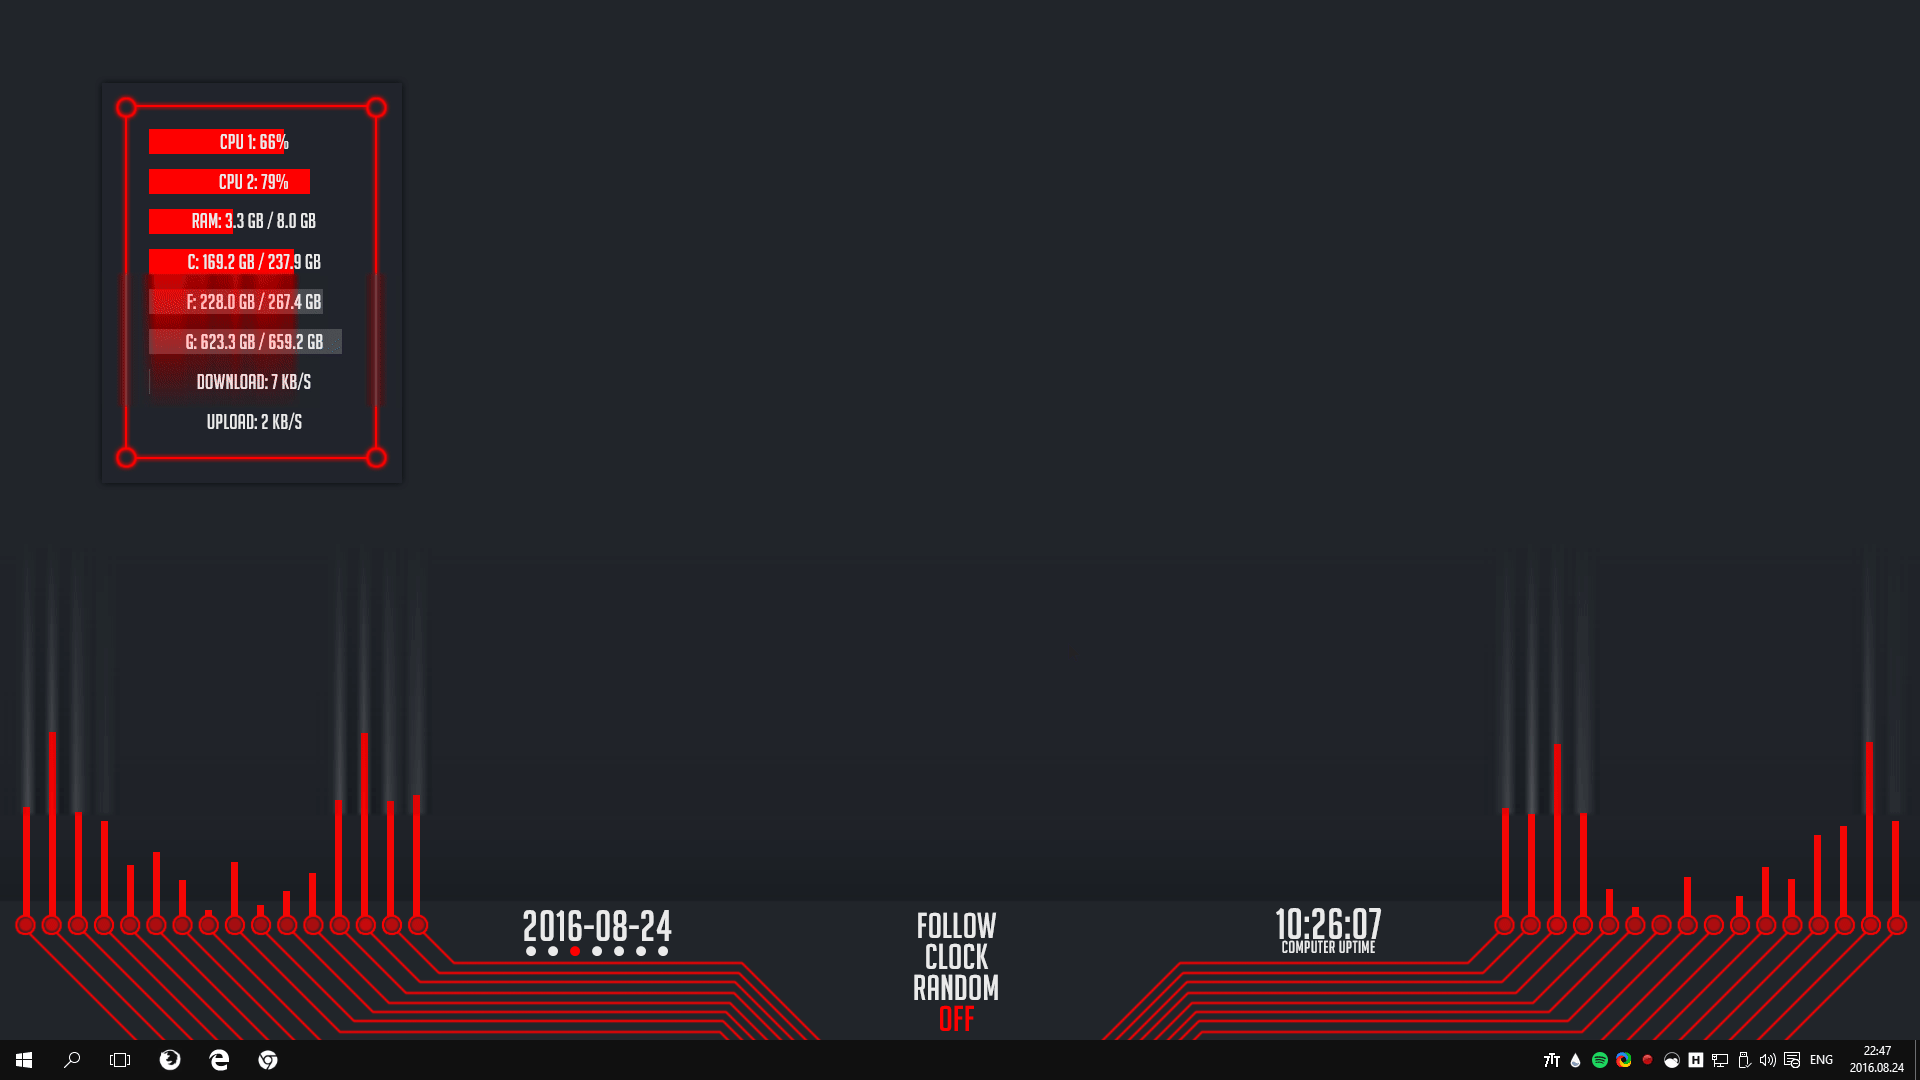 CPU 1: 66%
CPU 2: 79%
RAM: 3.3 GB / 8.0 GB
C: 169.2 GB / 237.9 GB
F: 228.0 GB / 267.4 GB
G: 623.3 GB / 659.2 GB
DOWNLOAD: 7 KB/S
UPLOAD: 2 KB/S
2016-08-24
FOLLOW
CLOCK
RANDOM
OFF
10:26:07
COMPUTER UPTIME
H
ENG
22:47
2016.08.24